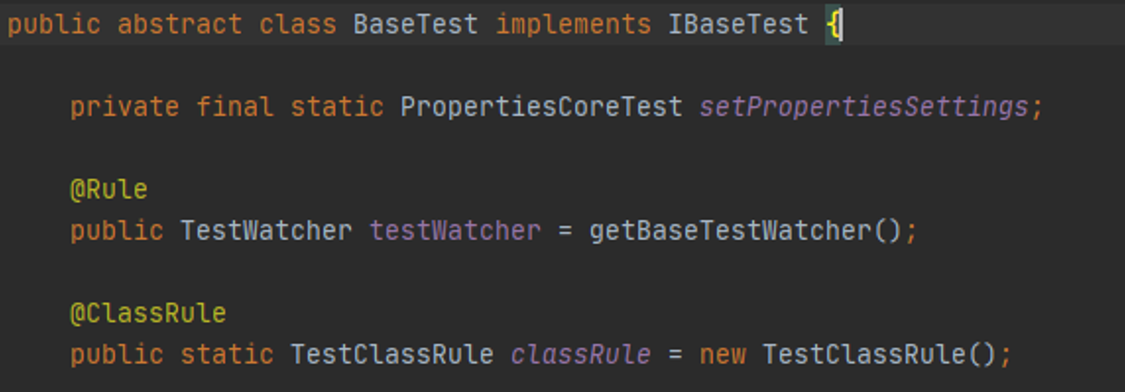 public abstract class BaseTest implements IBaseTest {
private final static PropertiesCoreTest setPropertiesSettings;
@Rule
public TestWatcher testWatcher = getBaseTestWatcher();
@ClassRule
public static TestClassRule classRule = new TestClassRule();